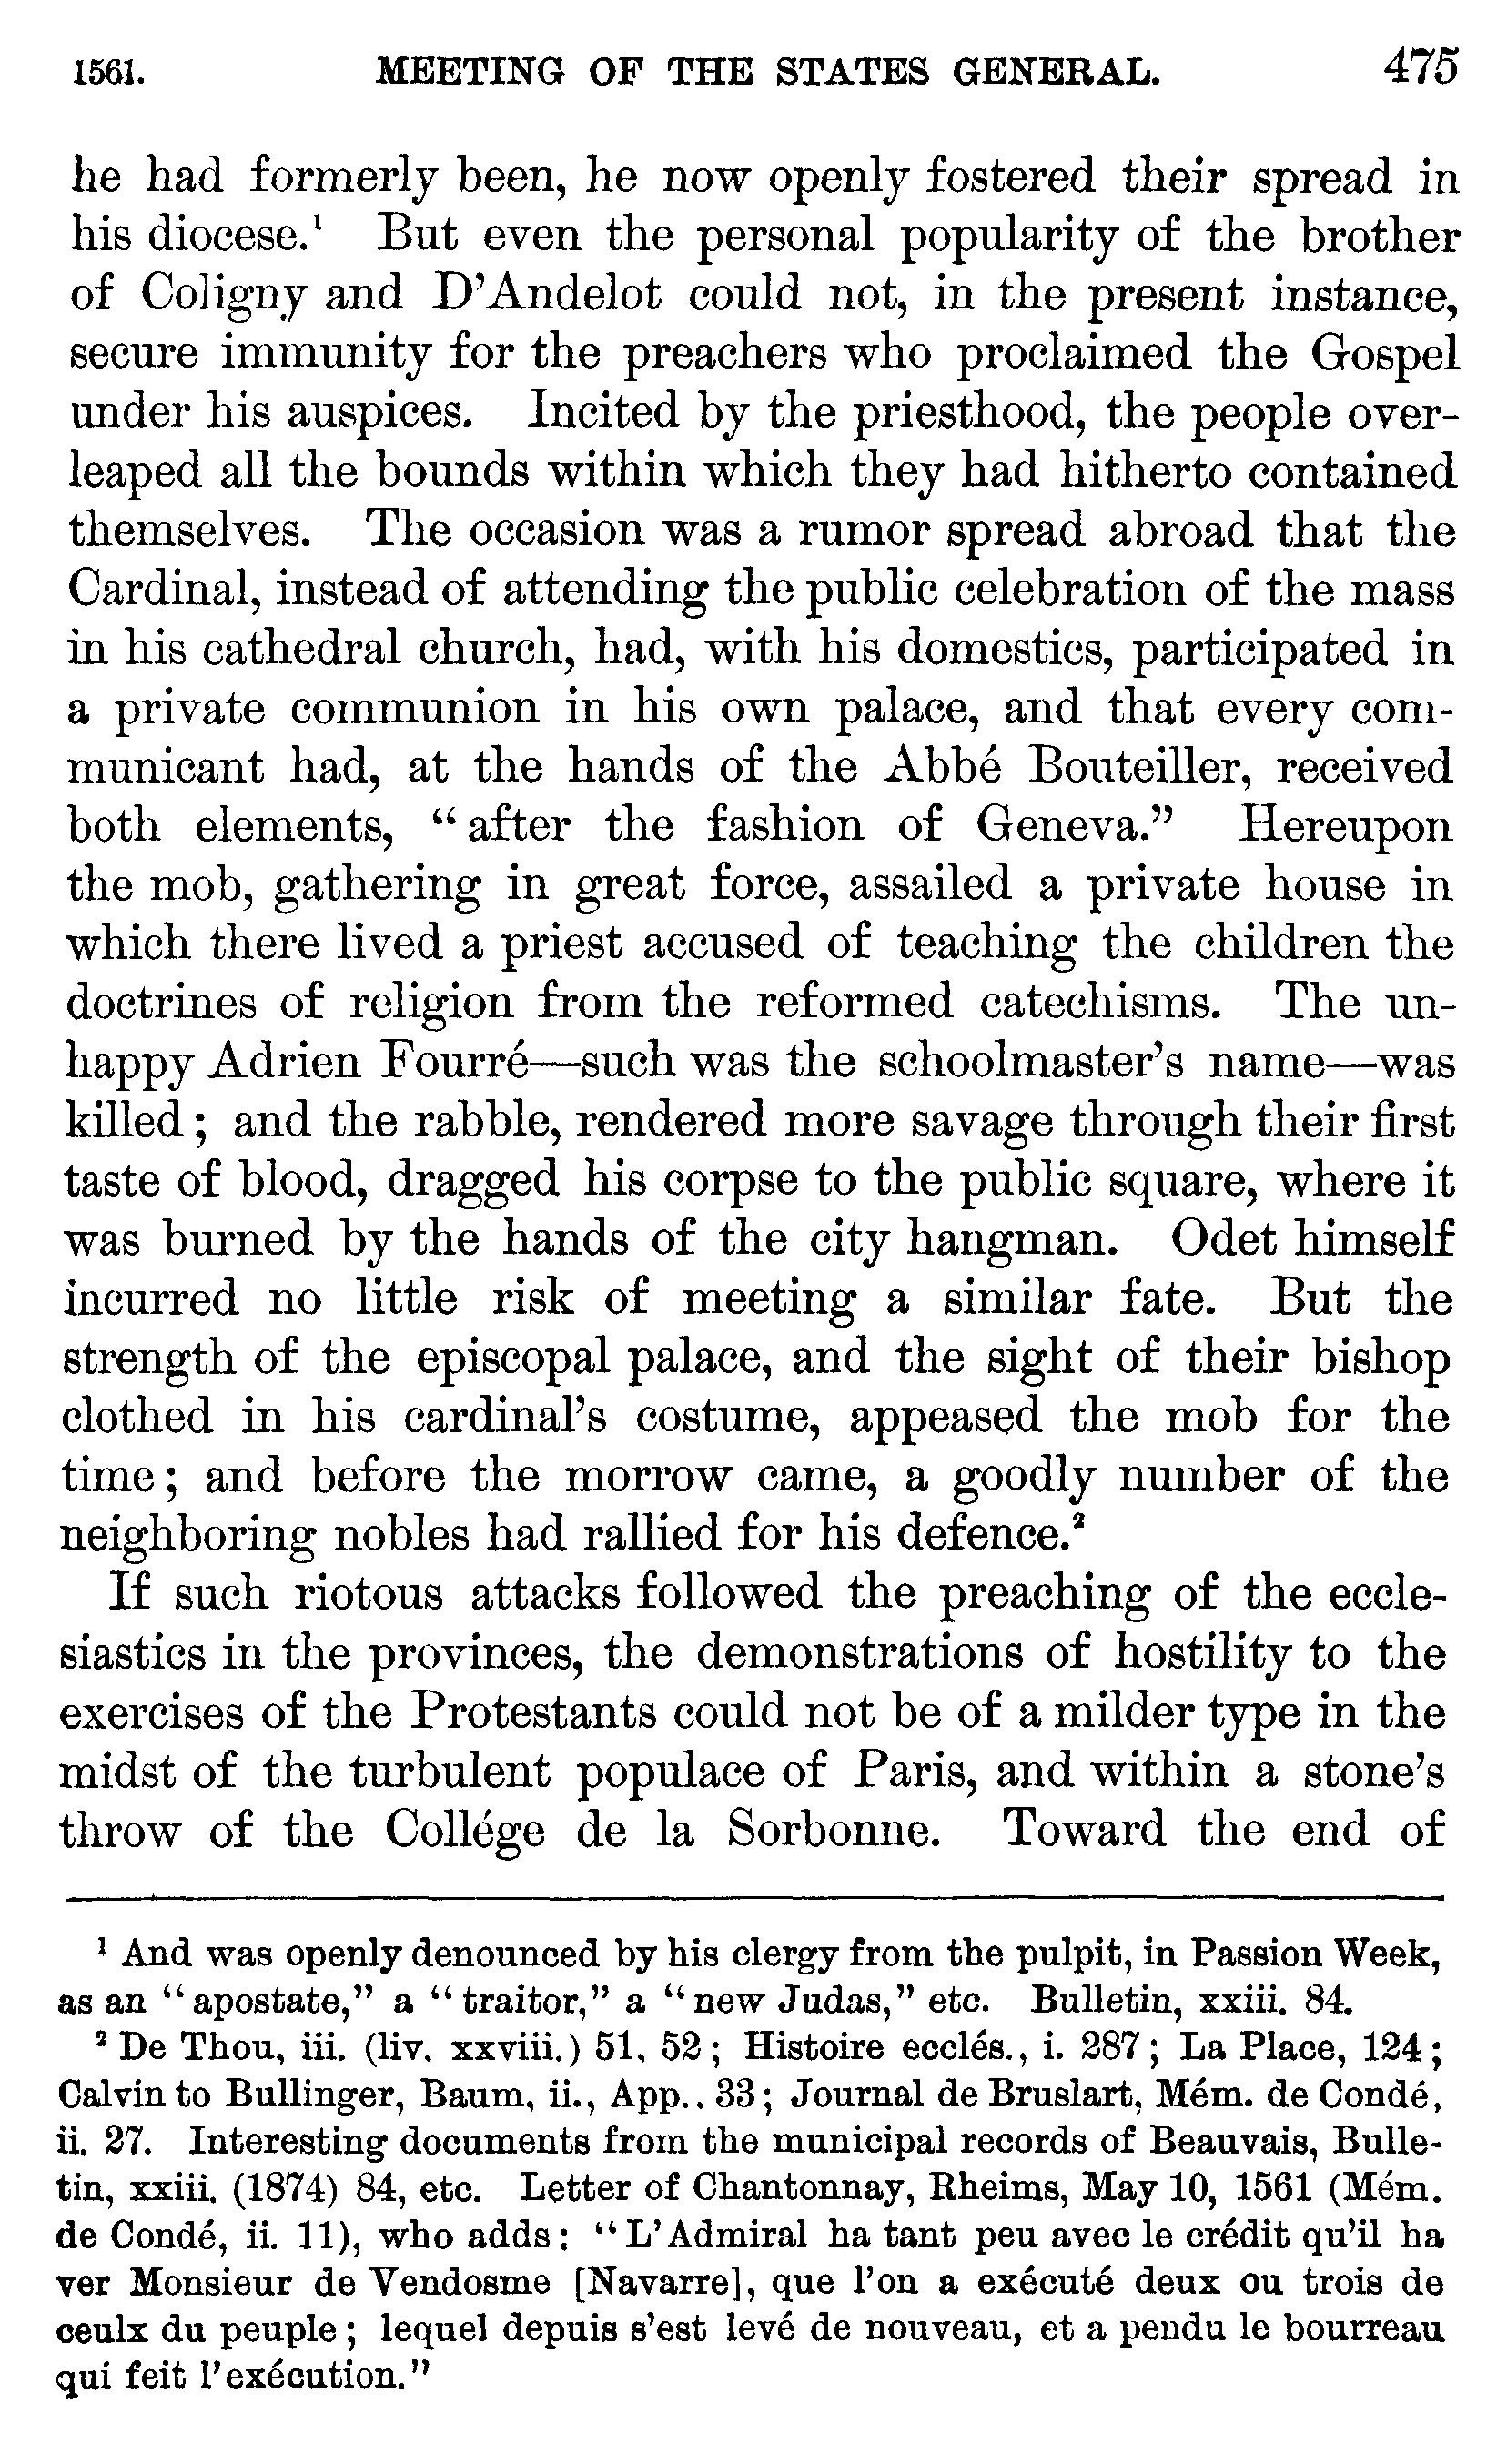 1561. MEETING OF THE STATES GENERAL. 475
he had formerly been, he now openly fostered their spread in
his diocese.¹ But even the personal popularity of the brother
of Coligny and D'Andelot could not, in the present instance,
secure immunity for the preachers who proclaimed the Gospel
under his auspices. Incited by the priesthood, the people over-
leaped all the bounds within which they had hitherto contained
themselves. The occasion was a rumor spread abroad that the
Cardinal, instead of attending the public celebration of the mass
in his cathedral church, had, with his domestics, participated in
a private communion in his own palace, and that every com-
municant had, at the hands of the Abbé Bouteiller, received
both elements, "after the fashion of Geneva." Hereupon
the mob, gathering in great force, assailed a private house in
which there lived a priest accused of teaching the children the
doctrines of religion from the reformed catechisms. The un-
happy Adrien Fourré—such was the schoolmaster's name—was
killed; and the rabble, rendered more savage through their first
taste of blood, dragged his corpse to the public square, where it
was burned by the hands of the city hangman. Odet himself
incurred no little risk of meeting a similar fate. But the
strength of the episcopal palace, and the sight of their bishop
clothed in his cardinal's costume, appeased the mob for the
time; and before the morrow came, a goodly number of the
neighboring nobles had rallied for his defence.²
If such riotous attacks followed the preaching of the eccle-
siastics in the provinces, the demonstrations of hostility to the
exercises of the Protestants could not be of a milder type in the
midst of the turbulent populace of Paris, and within a stone's
throw of the Collége de la Sorbonne. Toward the end of
¹ And was openly denounced by his clergy from the pulpit, in Passion Week,
as an "apostate," a "traitor," a "new Judas," etc. Bulletin, xxiii. 84.
² De Thou, iii. (liv. xxviii.) 51, 52; Histoire ecclés., i. 287; La Place, 124;
Calvin to Bullinger, Baum, ii., App., 33; Journal de Bruslart, Mém. de Condé,
ii. 27. Interesting documents from the municipal records of Beauvais, Bulle-
tin, xxiii. (1874) 84, etc. Letter of Chantonnay, Rheims, May 10, 1561 (Mém.
de Condé, ii. 11), who adds: "L'Admiral ha tant peu avec le crédit qu'il ha
ver Monsieur de Vendosme [Navarre], que l'on a exécuté deux ou trois de
ceulx du peuple; lequel depuis s'est levé de nouveau, et a pendu le bourreau
qui feit l'exécution."